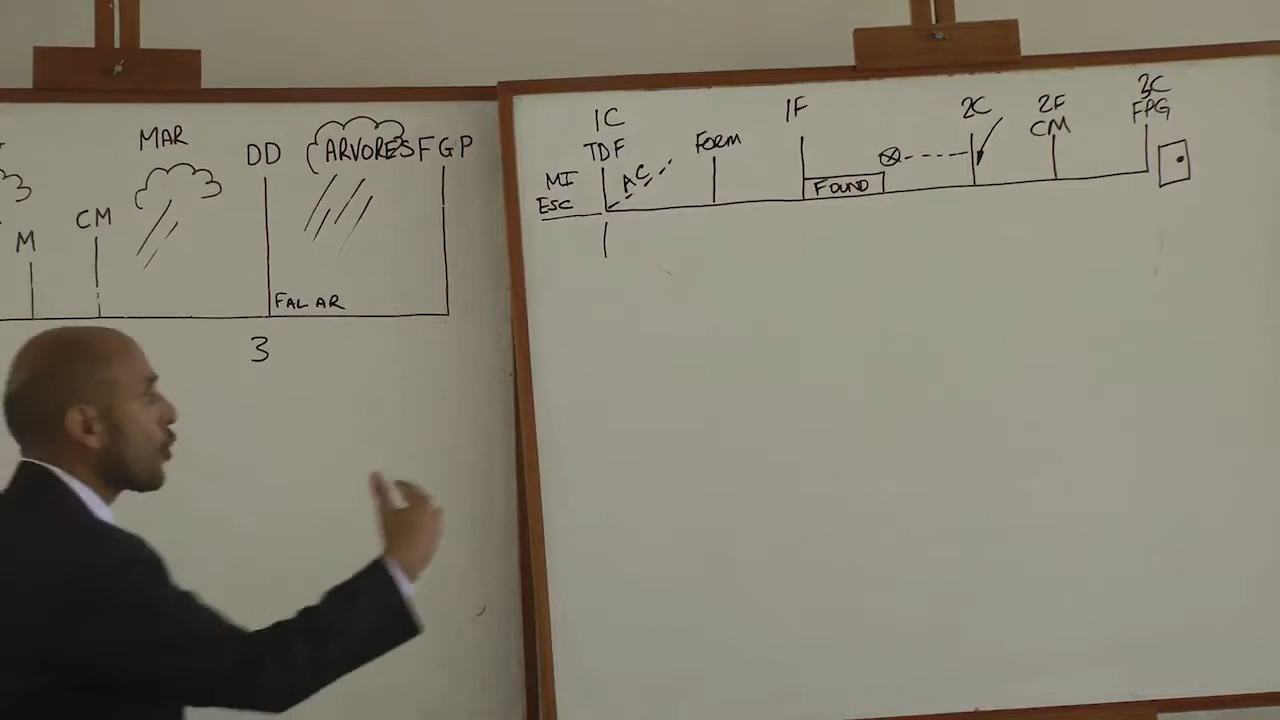 MAR
DD
ARVORES FGP
CM
M
FALAR
3
1C
TDF
MI
ESC
AC
FORM
1F
FOUND
2C
2F
CM
3C
FPG